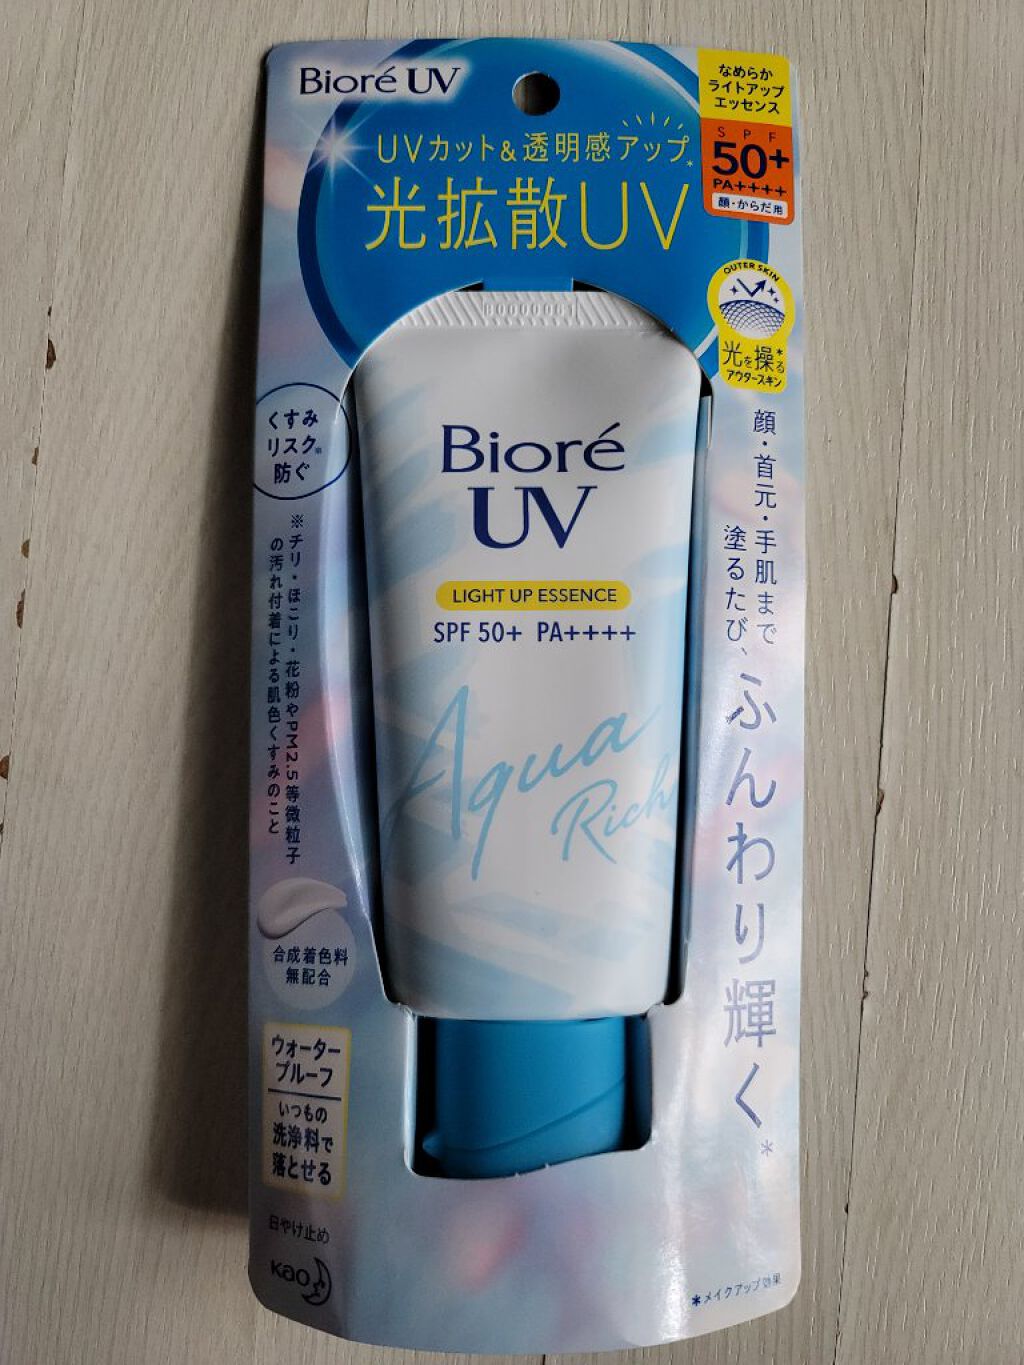 Bioré UV
UVカット&透明感アップ*
光拡散UV
なめらか
ライトアップ
エッセンス
SPF
50+
PA++++
顔・からだ用
OUTER SKIN
光を操る*
アウタースキン
くすみ
リスク※
防ぐ
※チリ・ほこり・花粉やPM2.5等微粒子
の汚れ付着による肌色くすみのこと
顔・首元・手肌まで
塗るたび、
ふんわり輝く*
Bioré
UV
LIGHT UP ESSENCE
SPF 50+ PA++++
Aqua
Rich
合成着色料
無配合
ウォーター
プルーフ
いつもの
洗浄料で
落とせる
日やけ止め
Kao
*メイクアップ効果